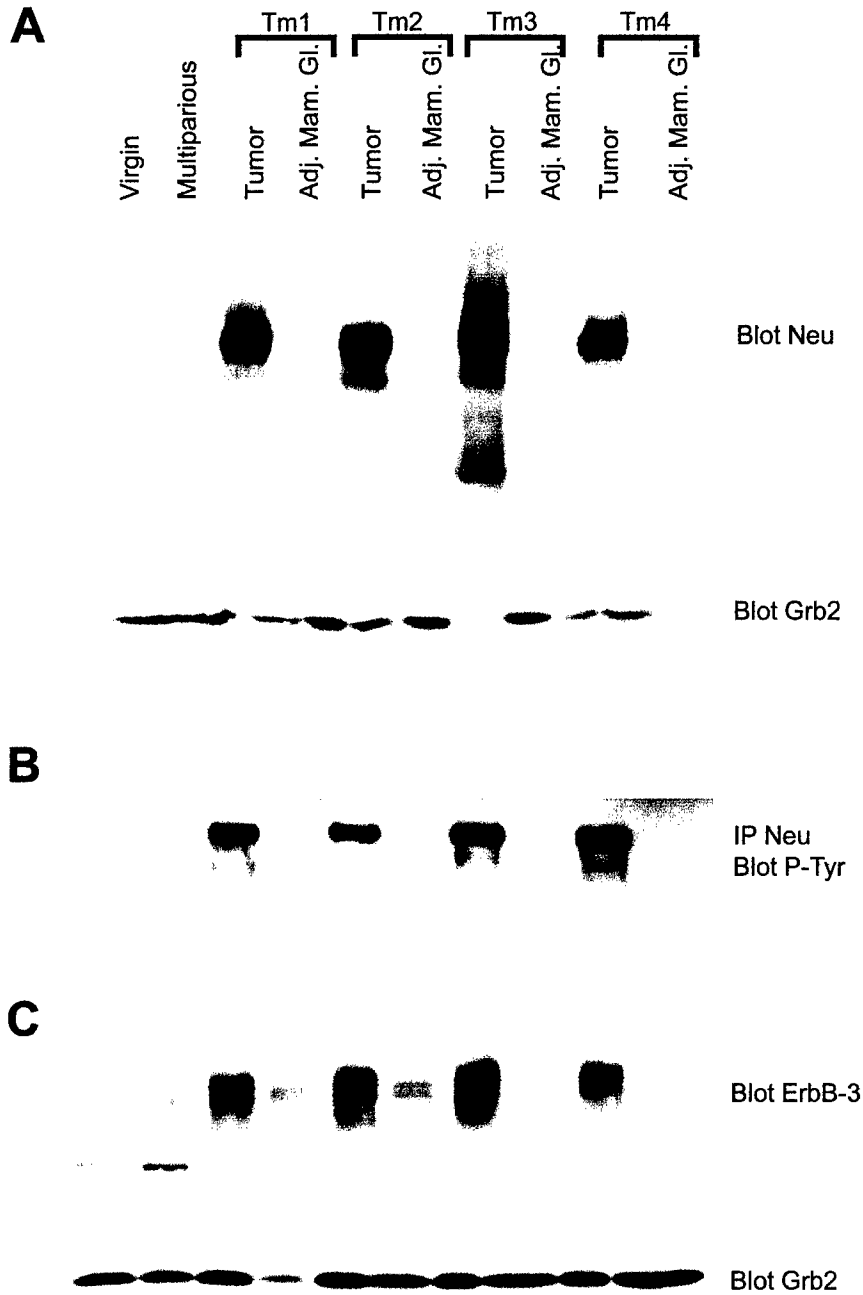 A
Tm1 Tm2 Tm3 Tm4
Virgin Multiparious Tumor Adj. Mam. Gl. Tumor Adj. Mam. Gl. Tumor Adj. Mam. Gl. Tumor Adj. Mam. Gl.
Blot Neu
Blot Grb2
B
IP Neu
Blot P-Tyr
C
Blot ErbB-3
Blot Grb2